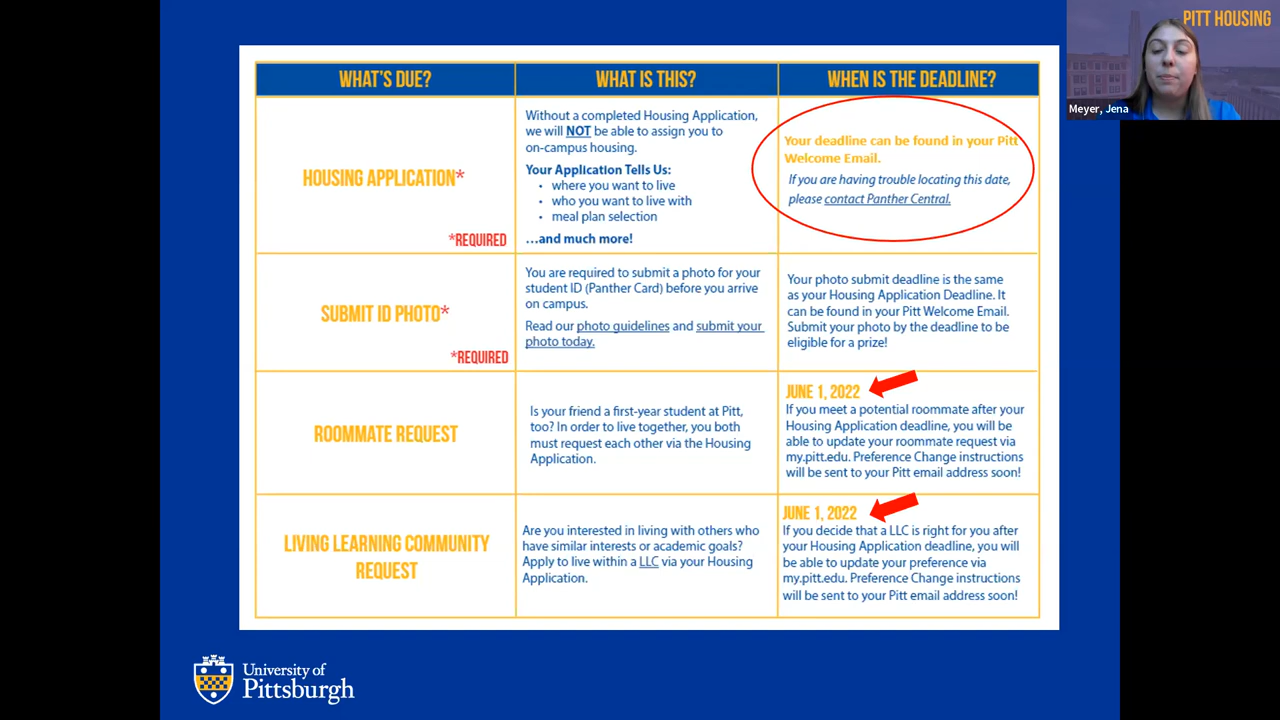 PITT HOUSING
Meyer, Jena
WHAT'S DUE?
WHAT IS THIS?
WHEN IS THE DEADLINE?
HOUSING APPLICATION*
*REQUIRED
Without a completed Housing Application,
we will NOT be able to assign you to
on-campus housing.
Your Application Tells Us:
• where you want to live
• who you want to live with
• meal plan selection
...and much more!
Your deadline can be found in your Pitt
Welcome Email.
If you are having trouble locating this date,
please contact Panther Central.
SUBMIT ID PHOTO*
*REQUIRED
You are required to submit a photo for your
student ID (Panther Card) before you arrive
on campus.
Read our photo guidelines and submit your
photo today.
Your photo submit deadline is the same
as your Housing Application Deadline. It
can be found in your Pitt Welcome Email.
Submit your photo by the deadline to be
eligible for a prize!
ROOMMATE REQUEST
Is your friend a first-year student at Pitt,
too? In order to live together, you both
must request each other via the Housing
Application.
JUNE 1, 2022
If you meet a potential roommate after your
Housing Application deadline, you will be
able to update your roommate request via
my.pitt.edu. Preference Change instructions
will be sent to your Pitt email address soon!
LIVING LEARNING COMMUNITY
REQUEST
Are you interested in living with others who
have similar interests or academic goals?
Apply to live within a LLC via your Housing
Application.
JUNE 1, 2022
If you decide that a LLC is right for you after
your Housing Application deadline, you will
be able to update your preference via
my.pitt.edu. Preference Change instructions
will be sent to your Pitt email address soon!
University of
Pittsburgh